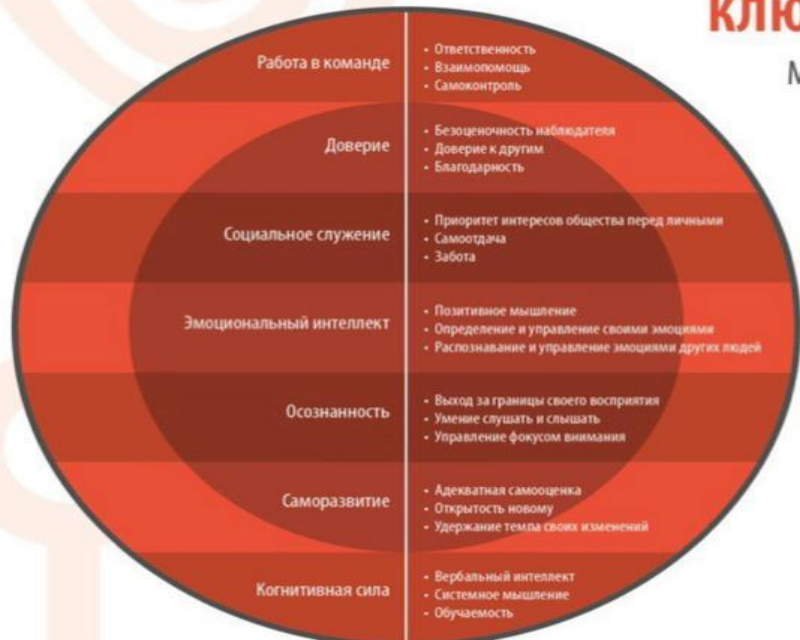 Работа в команде
• Ответственность
• Взаимопомощь
• Самоконтроль
Доверие
• Безоценочность наблюдателя
• Доверие к другим
• Благодарность
Социальное служение
• Приоритет интересов общества перед личными
• Самоотдача
• Забота
Эмоциональный интеллект
• Позитивное мышление
• Определение и управление своими эмоциями
• Распознавание и управление эмоциями других людей
Осознанность
• Выход за границы своего восприятия
• Умение слушать и слышать
• Управление фокусом внимания
Саморазвитие
• Адекватная самооценка
• Открытость новому
• Удержание темпа своих изменений
Когнитивная сила
• Вербальный интеллект
• Системное мышление
• Обучаемость